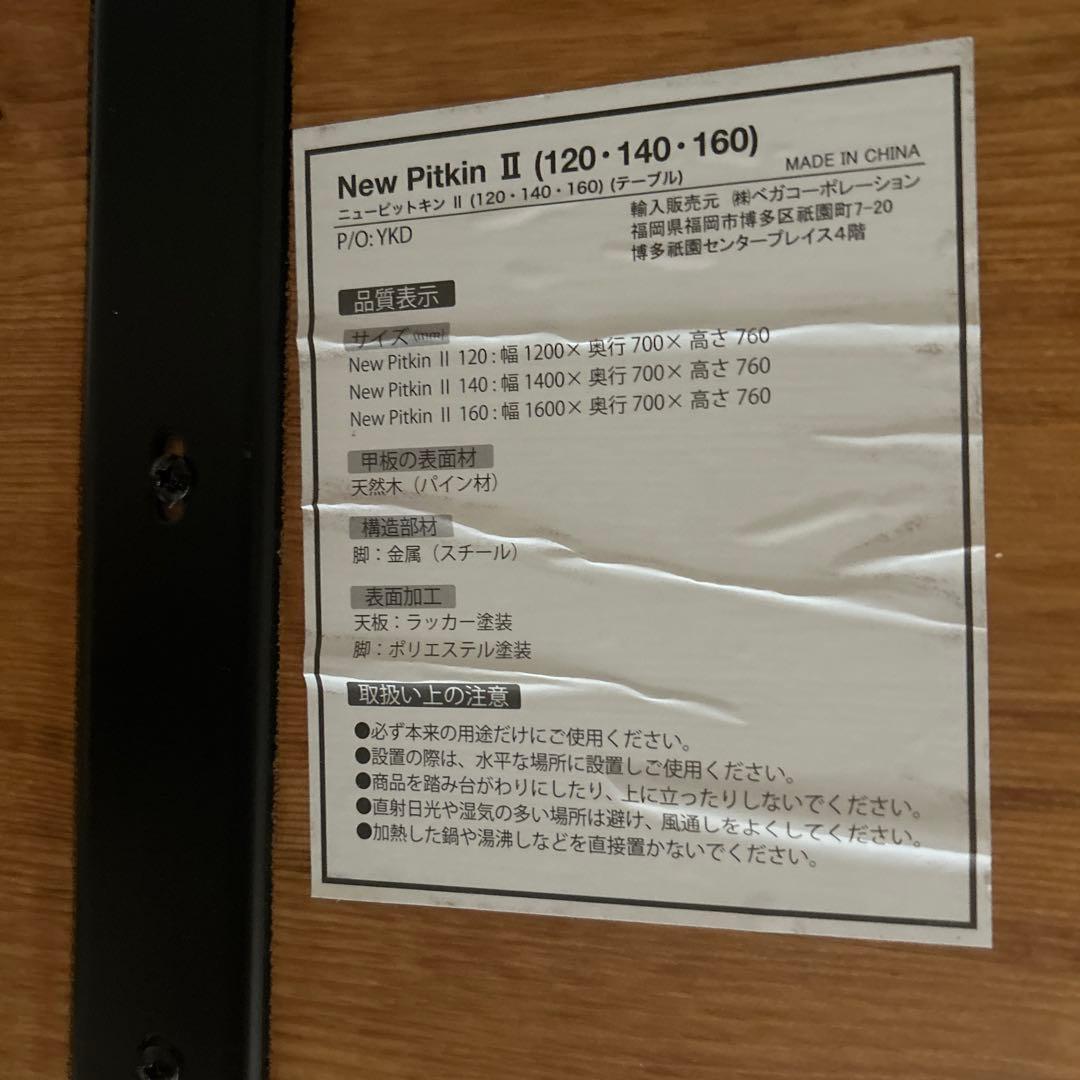 New Pitkin Ⅱ (120・140・160)
MADE IN CHINA
ニューピットキン Ⅱ (120・140・160) (テーブル)
P/O: YKD
輸入販売元 ㈱ベガコーポレーション
福岡県福岡市博多区祇園町7-20
博多祇園センタープレイス4階
品質表示
サイズ(mm)
New Pitkin Ⅱ 120 : 幅 1200× 奥行 700× 高さ 760
New Pitkin Ⅱ 140 : 幅 1400× 奥行 700× 高さ 760
New Pitkin Ⅱ 160 : 幅 1600× 奥行 700× 高さ 760
甲板の表面材
天然木（パイン材）
構造部材
脚：金属（スチール）
表面加工
天板：ラッカー塗装
脚：ポリエステル塗装
取扱い上の注意
●必ず本来の用途だけにご使用ください。
●設置の際は、水平な場所に設置しご使用ください。
●商品を踏み台がわりにしたり、上に立ったりしないでください。
●直射日光や湿気の多い場所は避け、風通しをよくしてください。
●加熱した鍋や湯沸しなどを直接置かないでください。